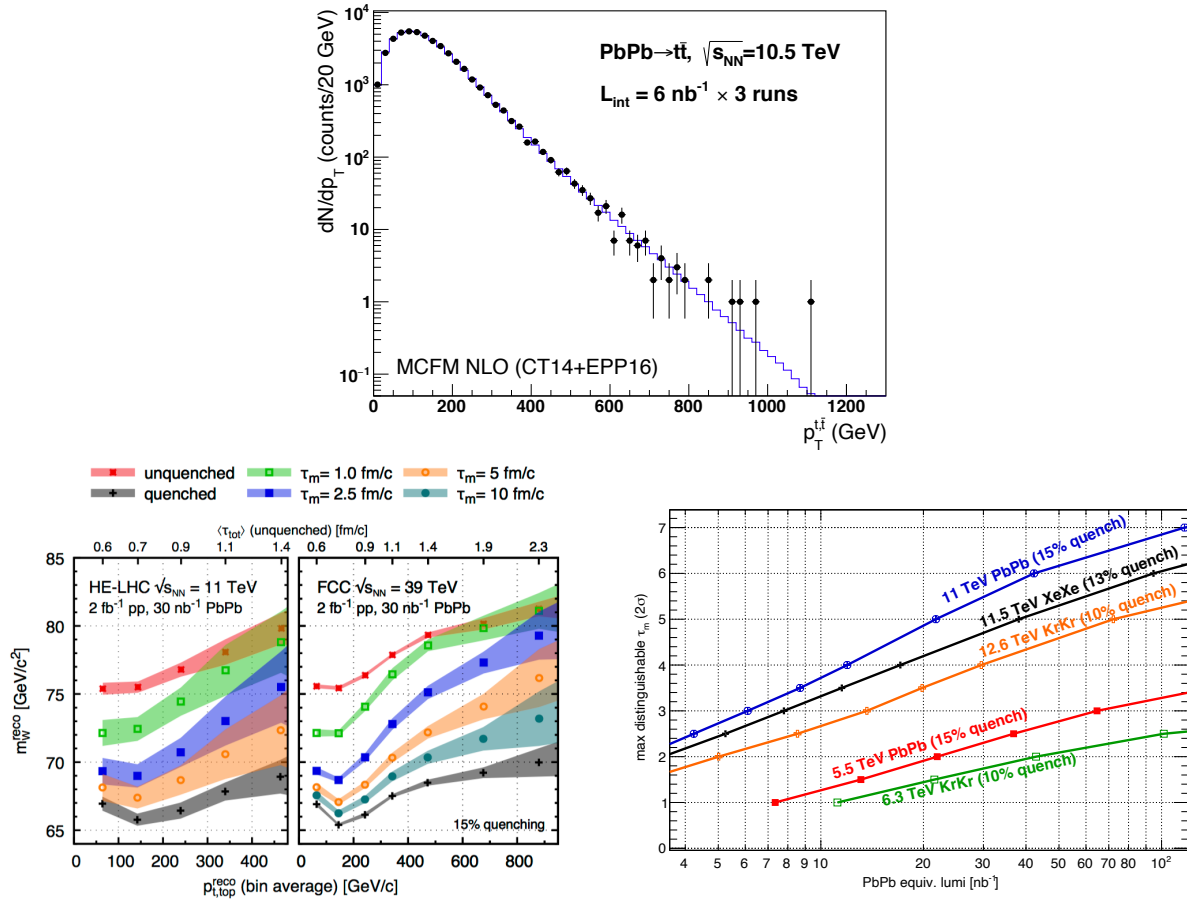 PbPb→tt̄, √sNN=10.5 TeV
Lint = 6 nb⁻¹ × 3 runs
dN/dpT (counts/20 GeV)
10⁴
10³
10²
10
1
10⁻¹
MCFM NLO (CT14+EPP16)
0 200 400 600 800 1000 1200
pT^t,t̄ (GeV)
unquenched τm= 1.0 fm/c τm= 5 fm/c
quenched τm= 2.5 fm/c τm= 10 fm/c
⟨τtot⟩ (unquenched) [fm/c]
0.6 0.7 0.9 1.1 1.4 0.6 0.9 1.1 1.4 1.9 2.3
HE-LHC √sNN = 11 TeV
2 fb⁻¹ pp, 30 nb⁻¹ PbPb
FCC √sNN = 39 TeV
2 fb⁻¹ pp, 30 nb⁻¹ PbPb
mW^reco [GeV/c²]
85
80
75
70
65
15% quenching
0 100 200 300 400 0 200 400 600 800
pt,top^reco (bin average) [GeV/c]
max distinguishable τm (2σ)
7
6
5
4
3
2
1
0
11 TeV PbPb (15% quench)
11.5 TeV XeXe (13% quench)
12.6 TeV KrKr (10% quench)
5.5 TeV PbPb (15% quench)
6.3 TeV KrKr (10% quench)
4 5 6 7 8 9 10 20 30 40 50 60 70 80 10²
PbPb equiv. lumi [nb⁻¹]